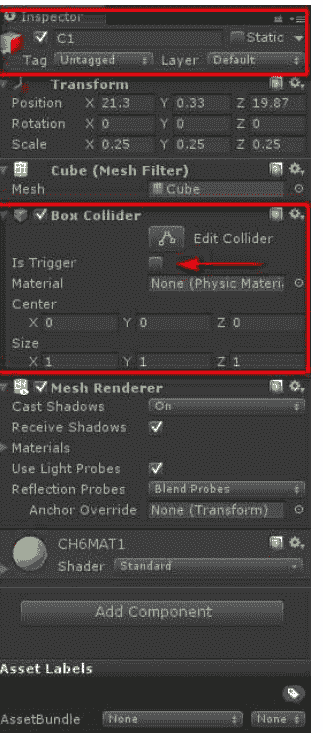 Inspector
C1 Static
Tag Untagged Layer Default
Transform
Position X 21.3 Y 0.33 Z 19.87
Rotation X 0 Y 0 Z 0
Scale X 0.25 Y 0.25 Z 0.25
Cube (Mesh Filter)
Mesh Cube
Box Collider
Edit Collider
Is Trigger
Material None (Physic Materi
Center
X 0 Y 0 Z 0
Size
X 1 Y 1 Z 1
Mesh Renderer
Cast Shadows On
Receive Shadows
Materials
Use Light Probes
Reflection Probes Blend Probes
Anchor Override None (Transform)
CH6MAT1
Shader Standard
Add Component
Asset Labels
AssetBundle None None